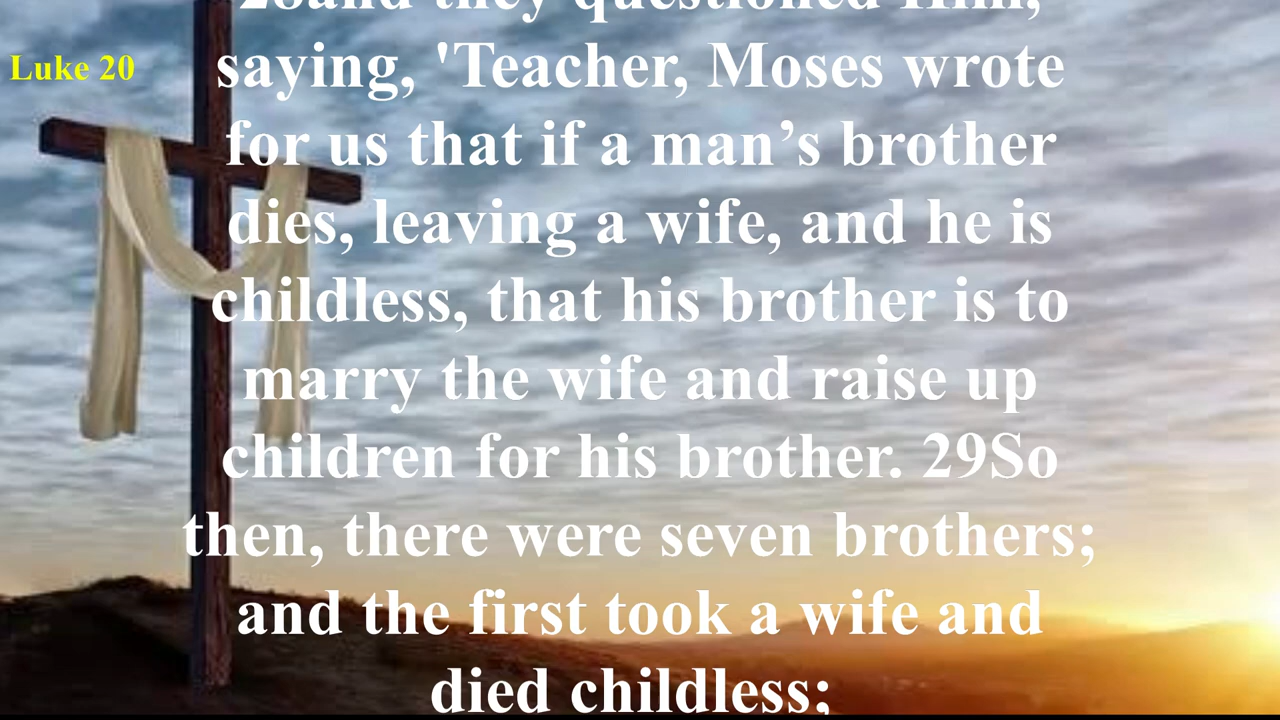 28and they questioned Him,
Luke 20
saying, 'Teacher, Moses wrote
for us that if a man’s brother
dies, leaving a wife, and he is
childless, that his brother is to
marry the wife and raise up
children for his brother. 29So
then, there were seven brothers;
and the first took a wife and
died childless;